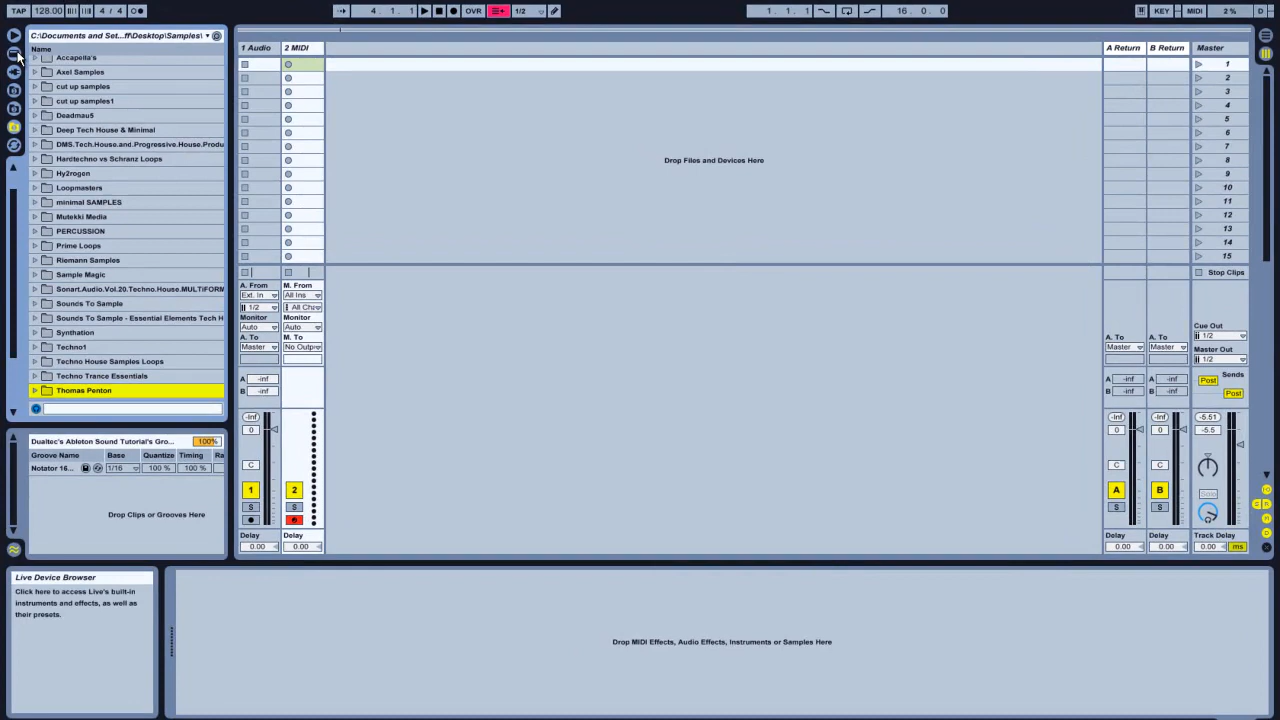 TAP 128.00 4 / 4 4. 1. 1 OVR 1/2 1. 1. 1 16. 0. 0 KEY MIDI 2 % D
C:\Documents and Set...ff\Desktop\Samples\
Name
Accapella's
Axel Samples
cut up samples
cut up samples1
Deadmau5
Deep Tech House & Minimal
DMS.Tech.House.and.Progressive.House.Produ
Hardtechno vs Schranz Loops
Hy2rogen
Loopmasters
minimal SAMPLES
Mutekki Media
PERCUSSION
Prime Loops
Riemann Samples
Sample Magic
Sonart.Audio.Vol.20.Techno.House.MULTiFORM
Sounds To Sample
Sounds To Sample - Essential Elements Tech H
Synthation
Techno1
Techno House Samples Loops
Techno Trance Essentials
Thomas Penton
Dualtec's Ableton Sound Tutorial's Gro... 100%
Groove Name Base Quantize Timing Ra
Notator 16... 1/16 100 % 100 %
Drop Clips or Grooves Here
Live Device Browser
Click here to access Live's built-in
instruments and effects, as well as
their presets.
1 Audio 2 MIDI
Drop Files and Devices Here
A Return B Return Master
1
2
3
4
5
6
7
8
9
10
11
12
13
14
15
Stop Clips
A. From M. From
Ext. In All Ins
1/2 All Cha
Monitor Monitor
Auto Auto
A. To M. To
Master No Outp
A -inf
B -inf
-Inf
0
C
1 2
S S
Delay Delay
0.00 0.00
Cue Out
1/2
Master Out
1/2
A. To A. To
Master Master
Sends
A -inf -inf Post
B -inf -inf Post
-Inf -Inf -5.51
0 0 -5.5
C C
A B Solo
S S
Delay Delay Track Delay
0.00 0.00 0.00 ms
Drop MIDI Effects, Audio Effects, Instruments or Samples Here